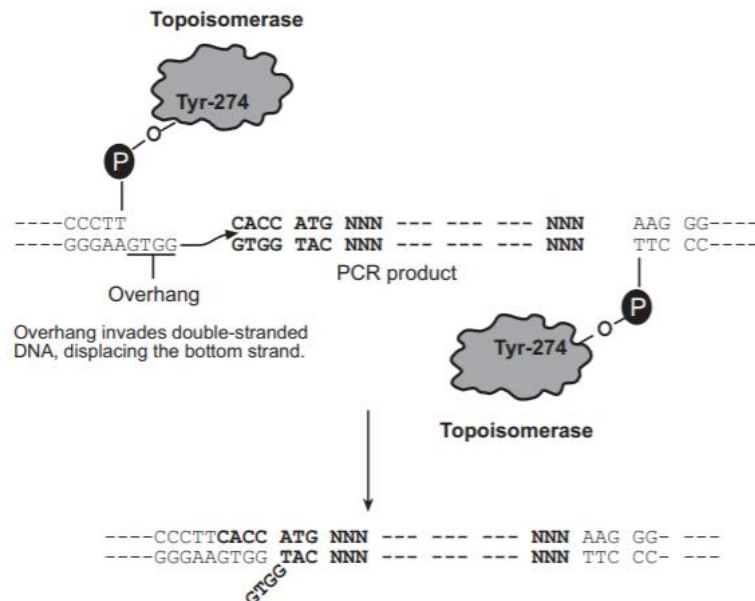 Topoisomerase
Tyr-274
O
P
----CCCTT CACC ATG NNN --- --- --- --- NNN AAG GG----
----GGGAAGTGG GTGG TAC NNN --- --- --- --- NNN TTC CC----
Overhang
PCR product
Overhang invades double-stranded
DNA, displacing the bottom strand.
P
O
Tyr-274
Topoisomerase
----CCCTTCACC ATG NNN --- --- --- --- NNN AAG GG- ---
----GGGAAGTGG TAC NNN --- --- --- --- NNN TTC CC- ---
GTGG